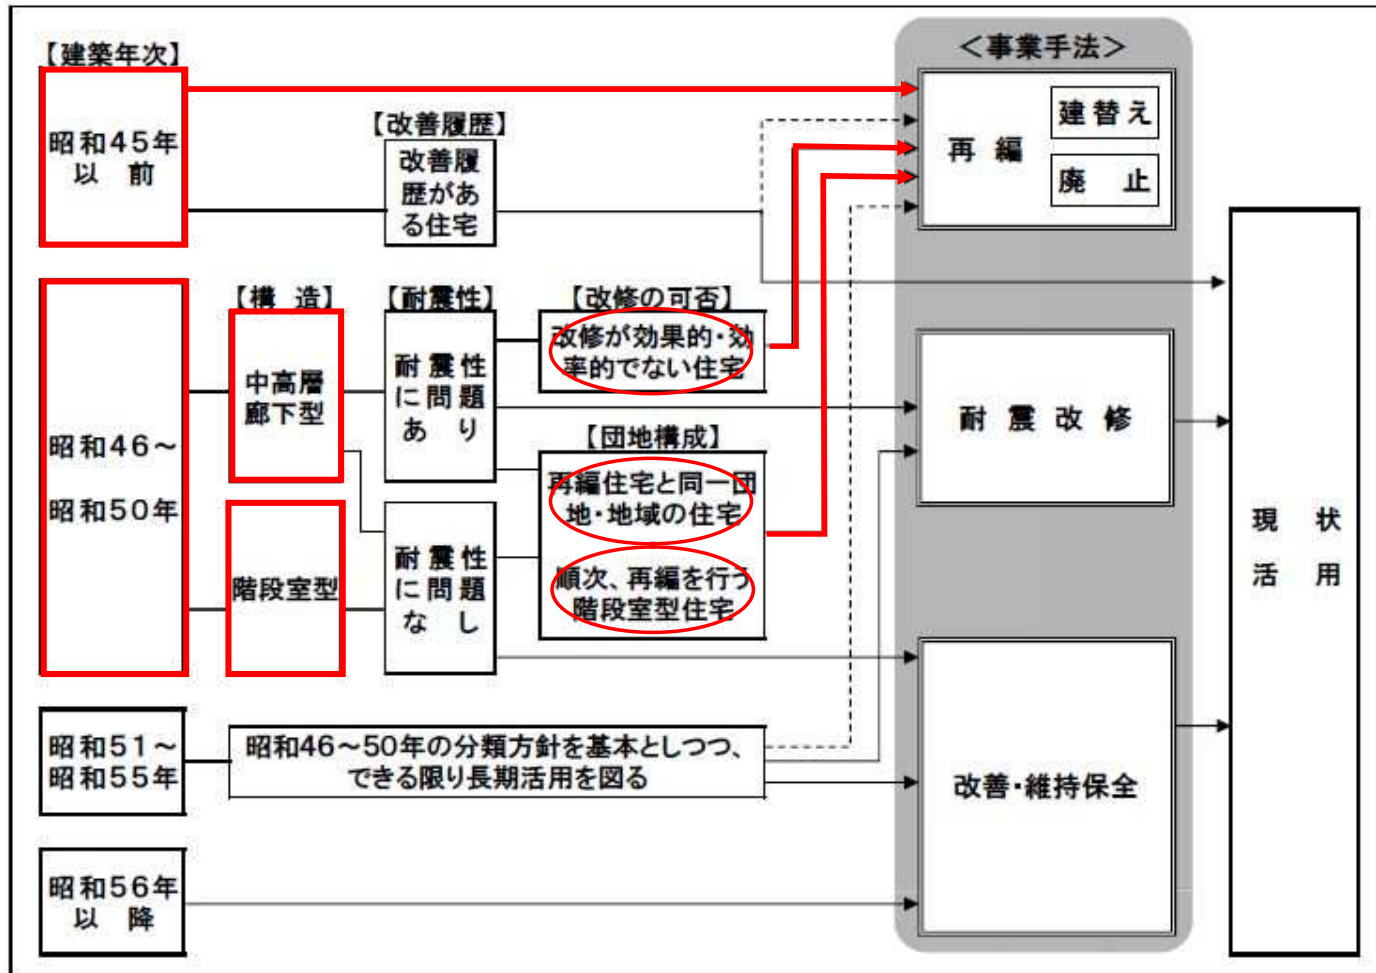 【建築年次】
昭和45年
以 前
【改善履歴】
改善履
歴があ
る住宅
昭和46～
昭和50年
【構 造】
中高層
廊下型
階段室型
【耐震性】
耐震性
に問題
あ り
耐震性
に問題
な し
【改修の可否】
改修が効果的・効
率的でない住宅
【団地構成】
再編住宅と同一団
地・地域の住宅
順次、再編を行う
階段室型住宅
昭和51～
昭和55年
昭和46～50年の分類方針を基本としつつ、
できる限り長期活用を図る
昭和56年
以 降
＜事業手法＞
再 編
建替え
廃 止
耐 震 改 修
改善・維持保全
現 状
活 用